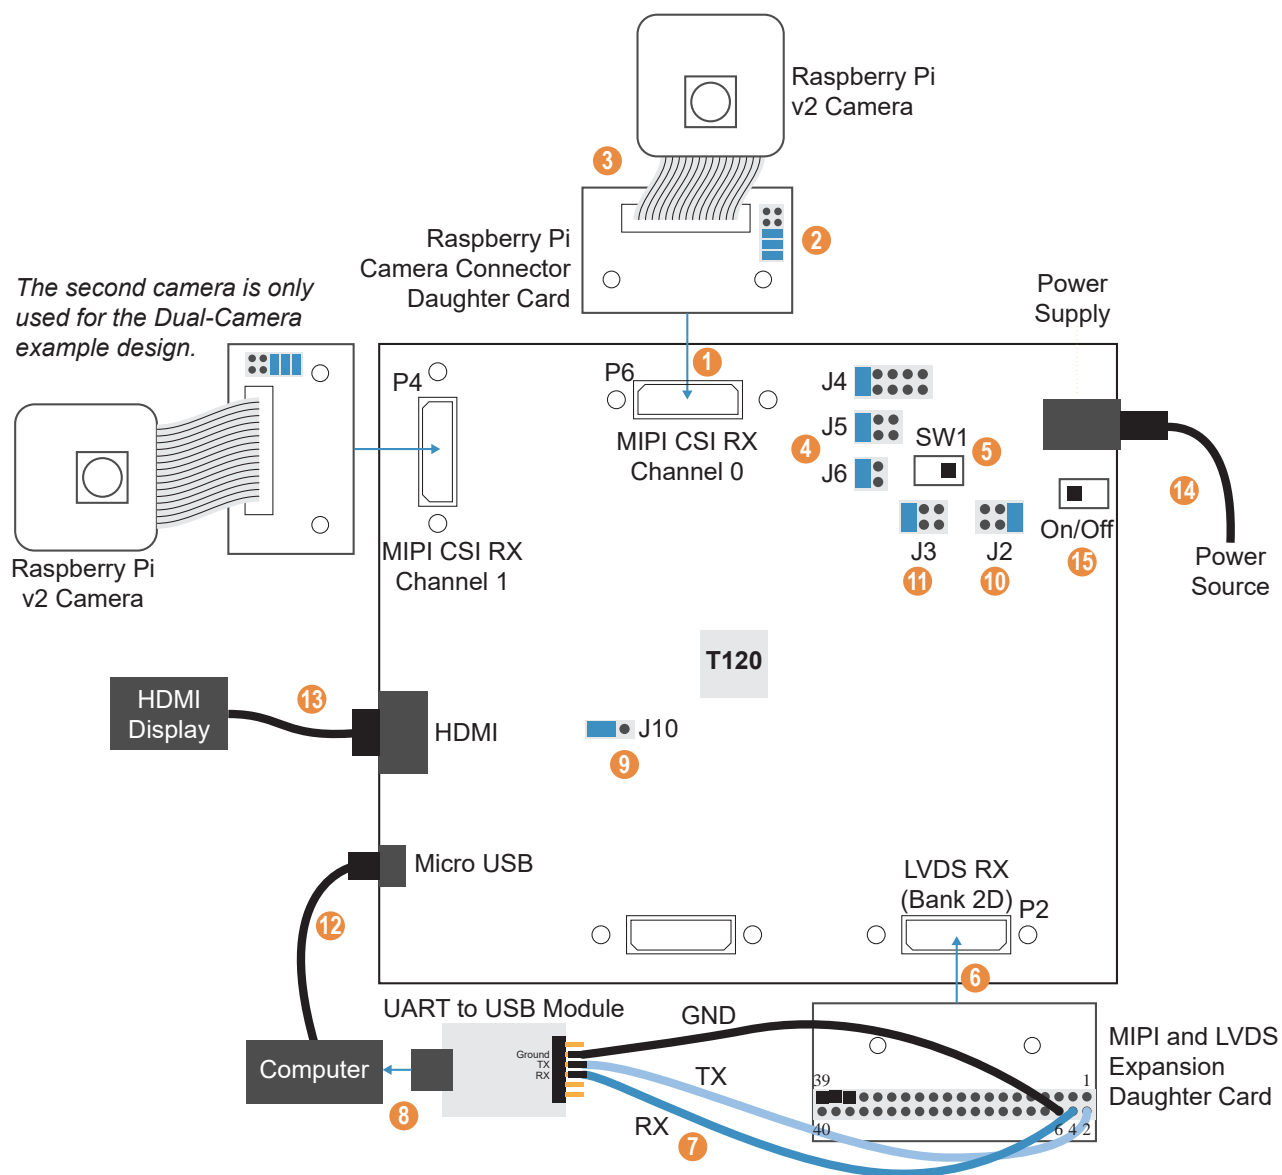 Raspberry Pi
v2 Camera
3
2
Raspberry Pi
Camera Connector
Daughter Card
The second camera is only
used for the Dual-Camera
example design.
Power
Supply
1
P4
P6
MIPI CSI RX
Channel 0
J4
J5
4
J6
SW1
5
On/Off
15
14
Power
Source
J3
11
J2
10
MIPI CSI RX
Channel 1
Raspberry Pi
v2 Camera
T120
HDMI
Display
13
HDMI
J10
9
Micro USB
12
LVDS RX
(Bank 2D)
P2
6
UART to USB Module
Ground
TX
RX
GND
TX
RX
7
Computer
8
39
1
40
6
4
2
MIPI and LVDS
Expansion
Daughter Card